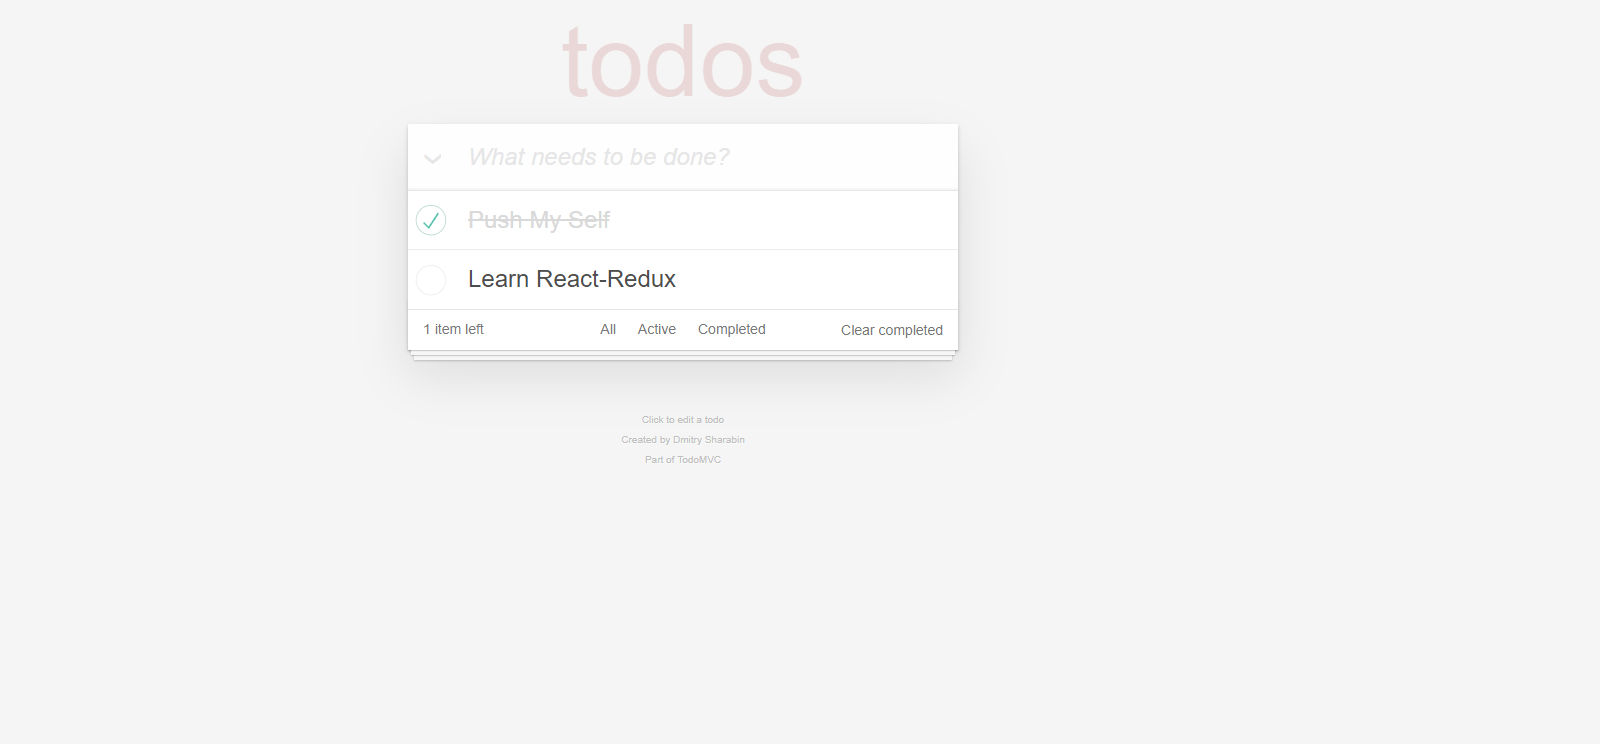 todos
What needs to be done?
Push My Self
Learn React-Redux
1 item left All Active Completed Clear completed
Click to edit a todo
Created by Dmitry Sharabin
Part of TodoMVC